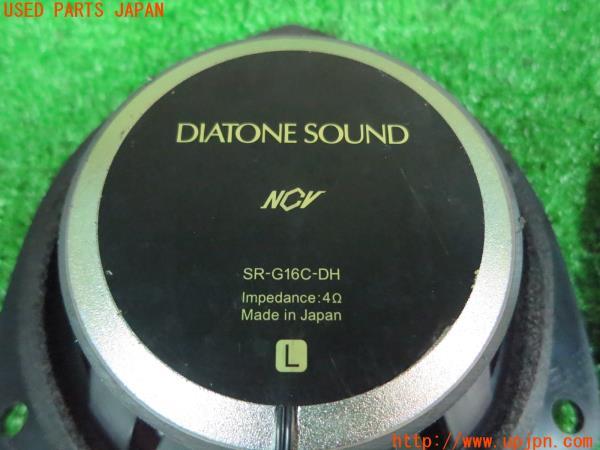 USED PARTS JAPAN
DIATONE SOUND
NCV
SR-G16C-DH
Impedance:4Ω
Made in Japan
L
http://www.upjpn.com